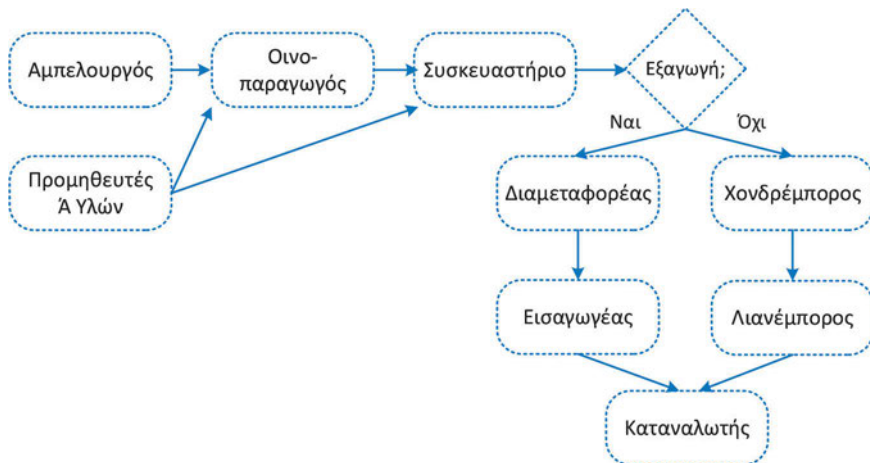 Αμπελουργός
Οινο-
παραγωγός
Συσκευαστήριο
Εξαγωγή;
Ναι
Όχι
Προμηθευτές
Ά Υλών
Διαμεταφορέας
Χονδρέμπορος
Εισαγωγέας
Λιανέμπορος
Καταναλωτής